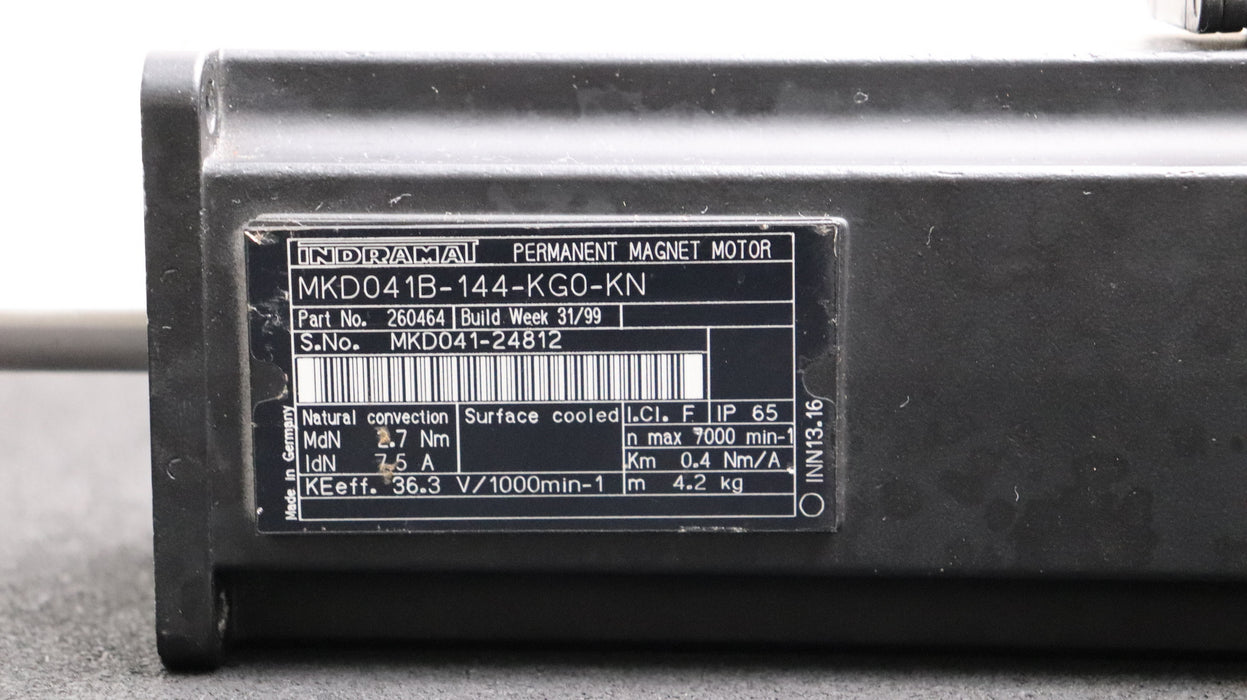 INDRAMAT PERMANENT MAGNET MOTOR
MKD041B-144-KG0-KN
Part No. 260464 Build Week 31/99
S.No. MKD041-24812
Natural convection Surface cooled I.Cl. F IP 65
MdN 2.7 Nm n max 7000 min-1
IdN 7.5 A Km 0.4 Nm/A
KEeff. 36.3 V/1000min-1 m 4.2 kg
Made in Germany
INN13.16